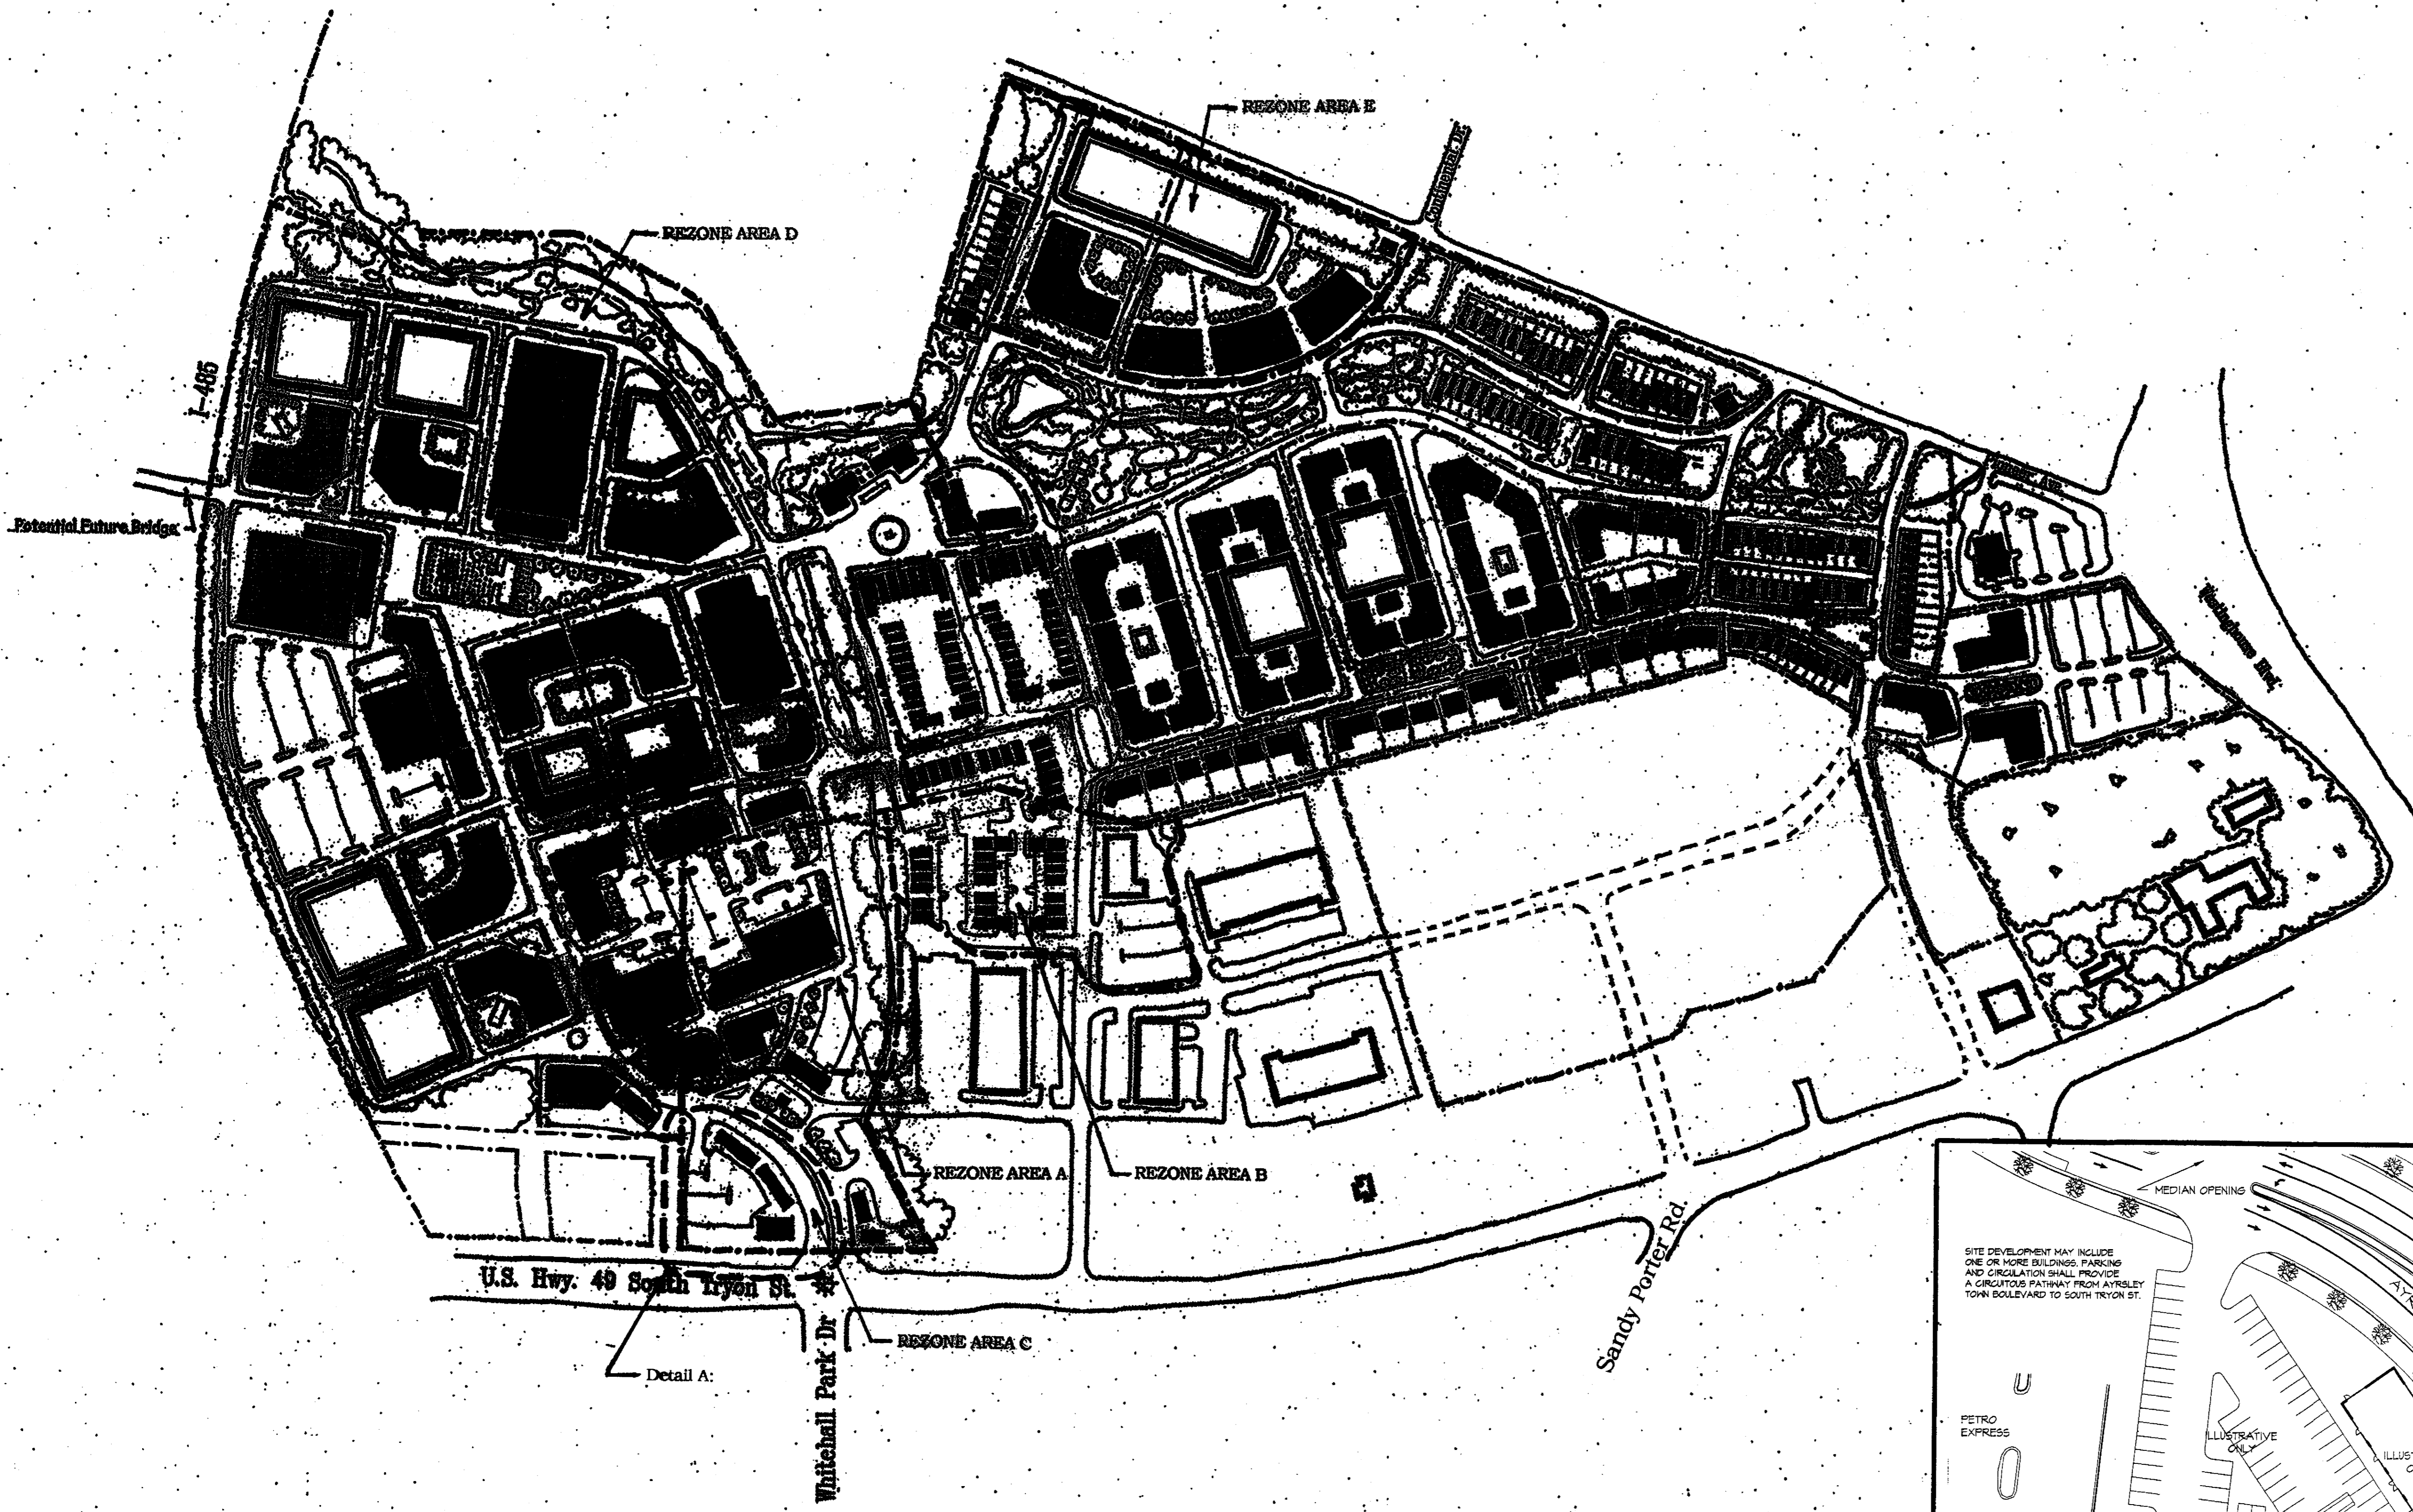 REZONE AREA E
Continental Dr.
REZONE AREA D
I-485
Potential Future Bridge
REZONE AREA A
REZONE AREA B
U.S. Hwy. 49 South Tryon St.
REZONE AREA C
Detail A:
Whitehall Park Dr
Sandy Porter Rd.
MEDIAN OPENING
SITE DEVELOPMENT MAY INCLUDE
ONE OR MORE BUILDINGS. PARKING
AND CIRCULATION SHALL PROVIDE
A CIRCUITOUS PATHWAY FROM AYRSLEY
TOWN BOULEVARD TO SOUTH TRYON ST.
PETRO
EXPRESS
ILLUSTRATIVE
ONLY